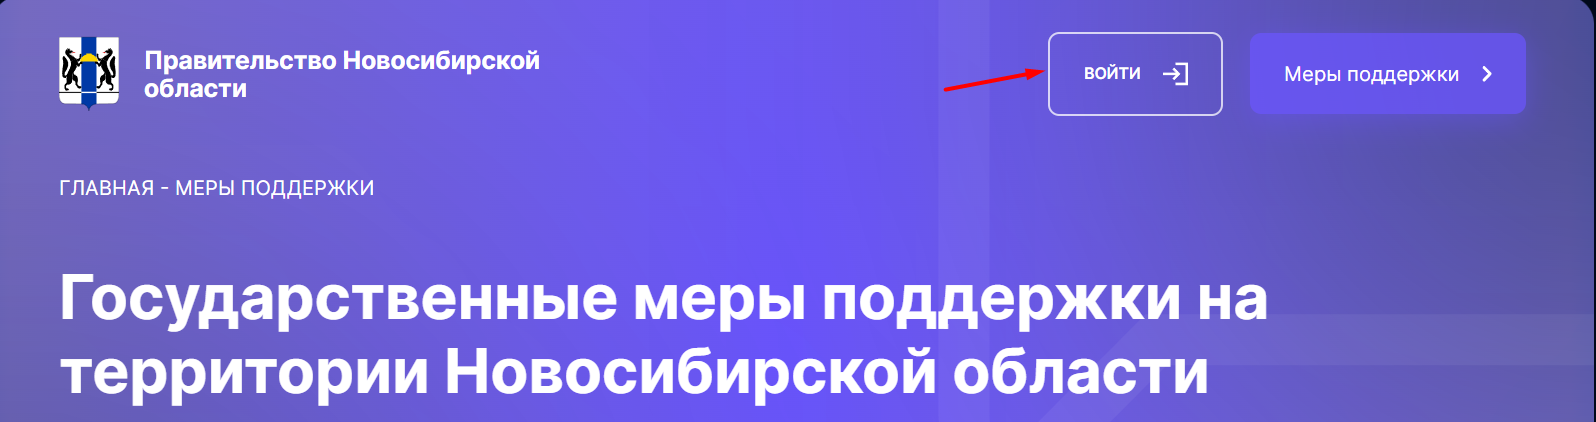 Правительство Новосибирской
области
ВОЙТИ
Меры поддержки
ГЛАВНАЯ - МЕРЫ ПОДДЕРЖКИ
Государственные меры поддержки на
территории Новосибирской области